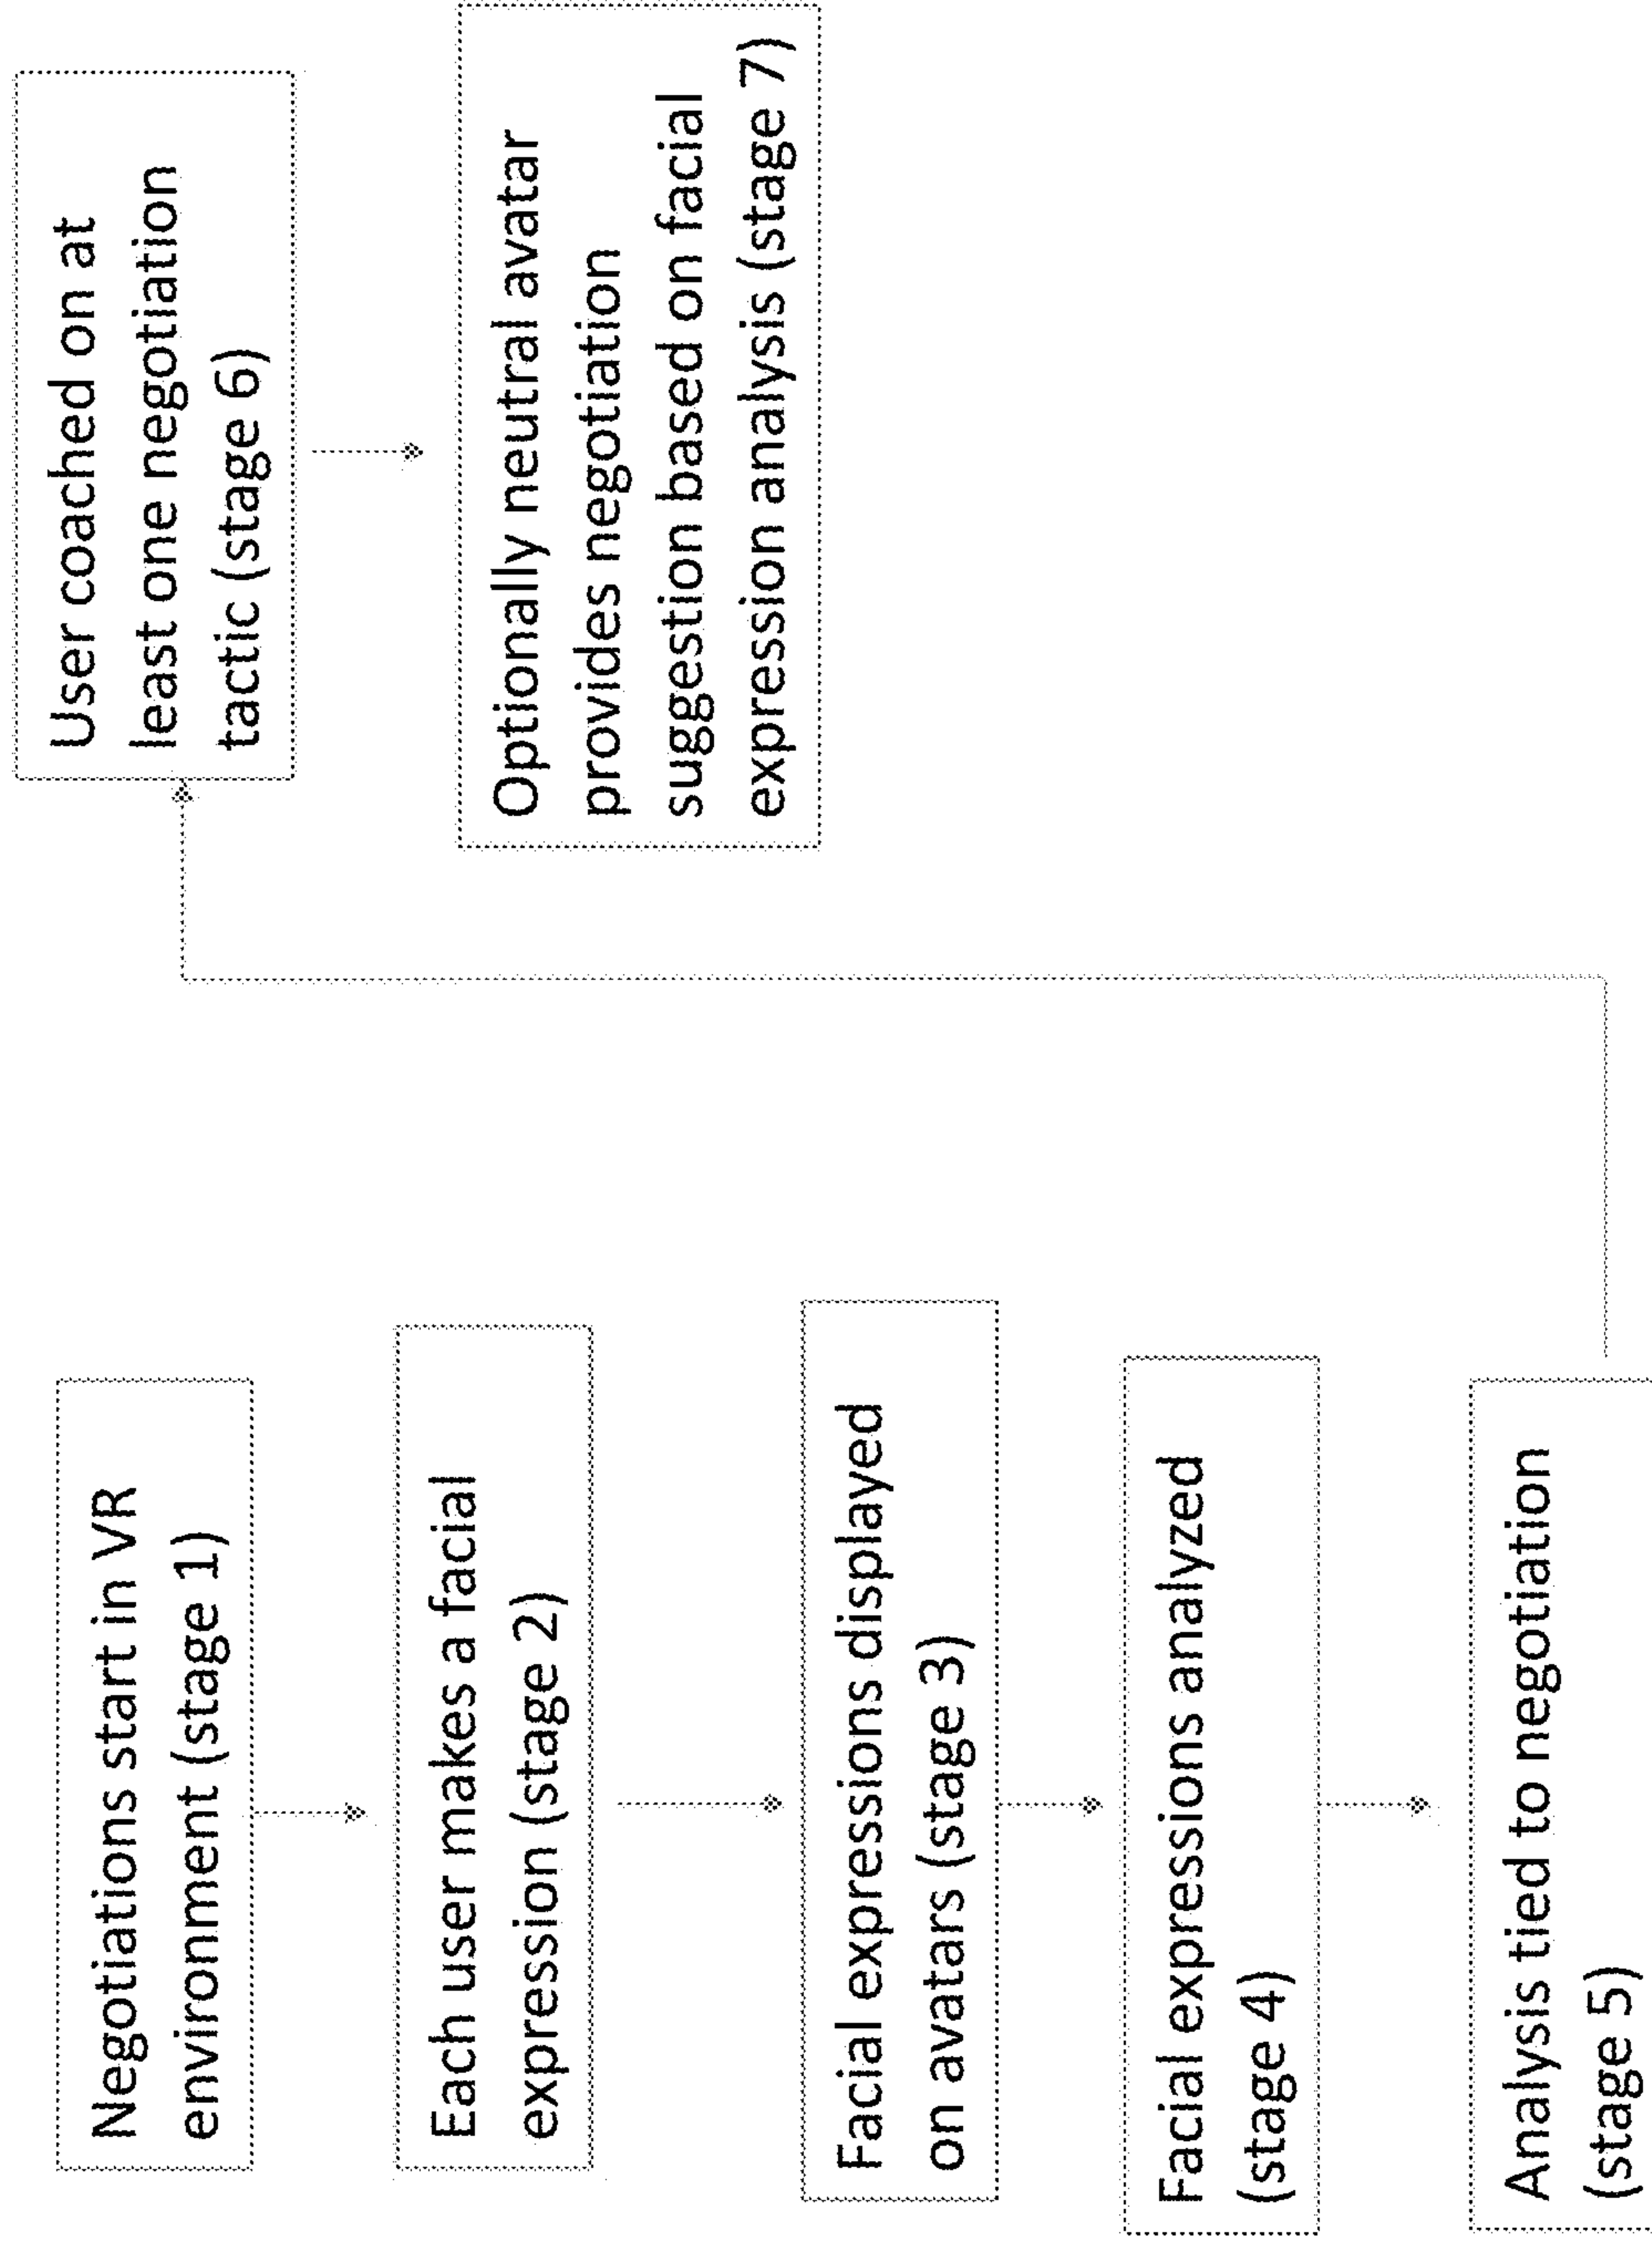 Negotiations start in VR
environment (stage 1)
Each user makes a facial
expression (stage 2)
Facial expressions displayed
on avatars (stage 3)
Facial expressions analyzed
(stage 4)
Analysis tied to negotiation
(stage 5)
User coached on at
least one negotiation
tactic (stage 6)
Optionally neutral avatar
provides negotiation
suggestion based on facial
expression analysis (stage 7)